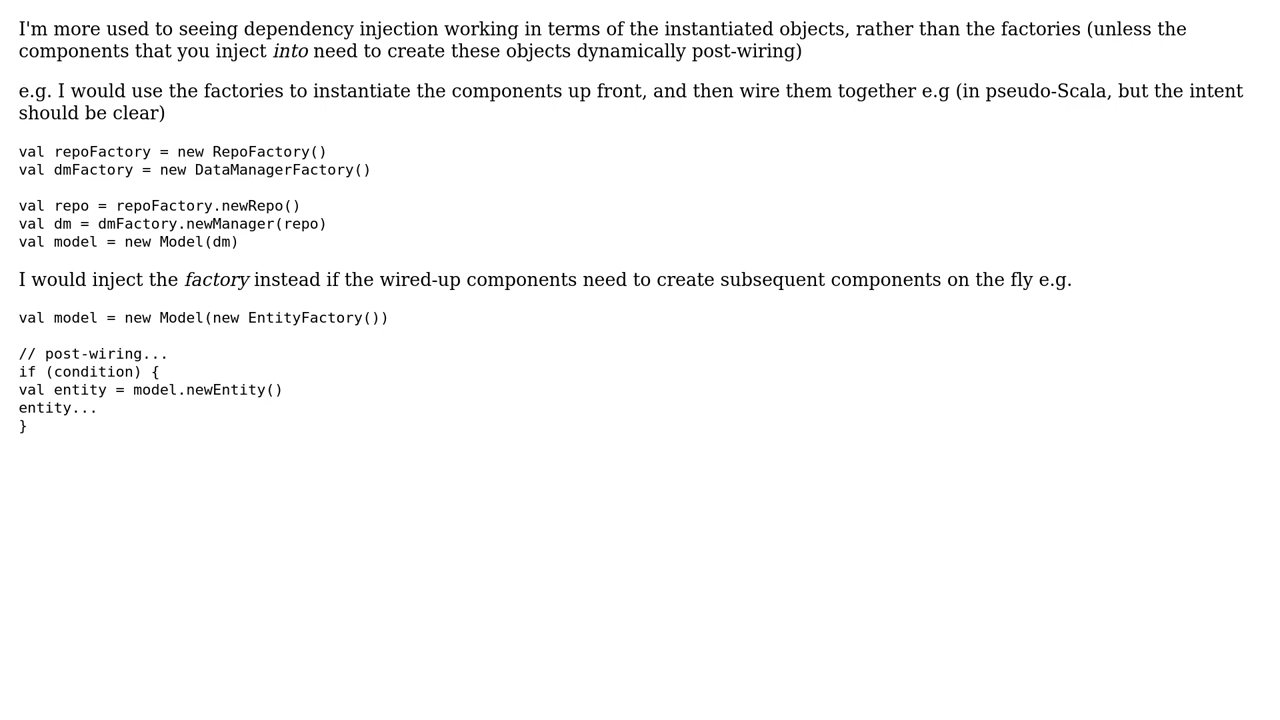 I'm more used to seeing dependency injection working in terms of the instantiated objects, rather than the factories (unless the
components that you inject into need to create these objects dynamically post-wiring)
e.g. I would use the factories to instantiate the components up front, and then wire them together e.g (in pseudo-Scala, but the intent
should be clear)
val repoFactory = new RepoFactory()
val dmFactory = new DataManagerFactory()
val repo = repoFactory.newRepo()
val dm = dmFactory.newManager(repo)
val model = new Model(dm)
I would inject the factory instead if the wired-up components need to create subsequent components on the fly e.g.
val model = new Model(new EntityFactory())
// post-wiring...
if (condition) {
val entity = model.newEntity()
entity...
}